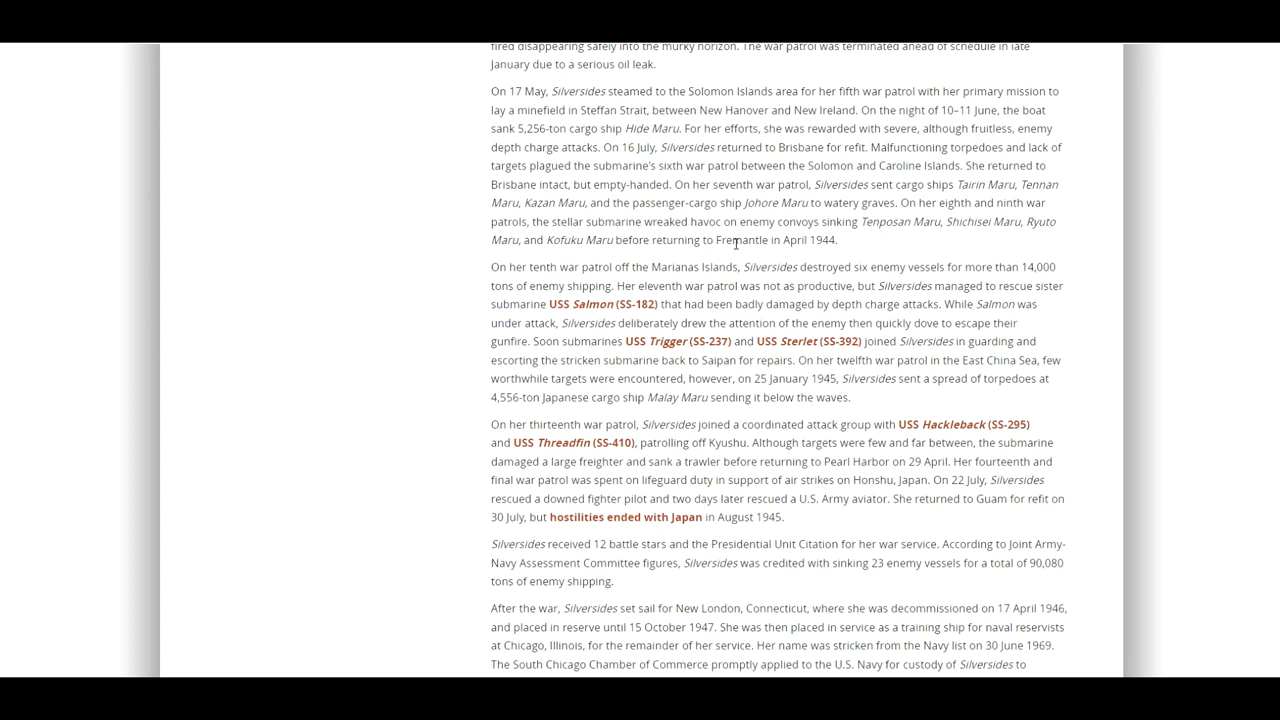 fired disappearing safely into the murky horizon. The war patrol was terminated ahead of schedule in late
January due to a serious oil leak.
On 17 May, Silversides steamed to the Solomon Islands area for her fifth war patrol with her primary mission to
lay a minefield in Steffan Strait, between New Hanover and New Ireland. On the night of 10–11 June, the boat
sank 5,256-ton cargo ship Hide Maru. For her efforts, she was rewarded with severe, although fruitless, enemy
depth charge attacks. On 16 July, Silversides returned to Brisbane for refit. Malfunctioning torpedoes and lack of
targets plagued the submarine's sixth war patrol between the Solomon and Caroline Islands. She returned to
Brisbane intact, but empty-handed. On her seventh war patrol, Silversides sent cargo ships Tairin Maru, Tennan
Maru, Kazan Maru, and the passenger-cargo ship Johore Maru to watery graves. On her eighth and ninth war
patrols, the stellar submarine wreaked havoc on enemy convoys sinking Tenposan Maru, Shichisei Maru, Ryuto
Maru, and Kofuku Maru before returning to Fremantle in April 1944.
On her tenth war patrol off the Marianas Islands, Silversides destroyed six enemy vessels for more than 14,000
tons of enemy shipping. Her eleventh war patrol was not as productive, but Silversides managed to rescue sister
submarine USS Salmon (SS-182) that had been badly damaged by depth charge attacks. While Salmon was
under attack, Silversides deliberately drew the attention of the enemy then quickly dove to escape their
gunfire. Soon submarines USS Trigger (SS-237) and USS Sterlet (SS-392) joined Silversides in guarding and
escorting the stricken submarine back to Saipan for repairs. On her twelfth war patrol in the East China Sea, few
worthwhile targets were encountered, however, on 25 January 1945, Silversides sent a spread of torpedoes at
4,556-ton Japanese cargo ship Malay Maru sending it below the waves.
On her thirteenth war patrol, Silversides joined a coordinated attack group with USS Hackleback (SS-295)
and USS Threadfin (SS-410), patrolling off Kyushu. Although targets were few and far between, the submarine
damaged a large freighter and sank a trawler before returning to Pearl Harbor on 29 April. Her fourteenth and
final war patrol was spent on lifeguard duty in support of air strikes on Honshu, Japan. On 22 July, Silversides
rescued a downed fighter pilot and two days later rescued a U.S. Army aviator. She returned to Guam for refit on
30 July, but hostilities ended with Japan in August 1945.
Silversides received 12 battle stars and the Presidential Unit Citation for her war service. According to Joint Army-
Navy Assessment Committee figures, Silversides was credited with sinking 23 enemy vessels for a total of 90,080
tons of enemy shipping.
After the war, Silversides set sail for New London, Connecticut, where she was decommissioned on 17 April 1946,
and placed in reserve until 15 October 1947. She was then placed in service as a training ship for naval reservists
at Chicago, Illinois, for the remainder of her service. Her name was stricken from the Navy list on 30 June 1969.
The South Chicago Chamber of Commerce promptly applied to the U.S. Navy for custody of Silversides to